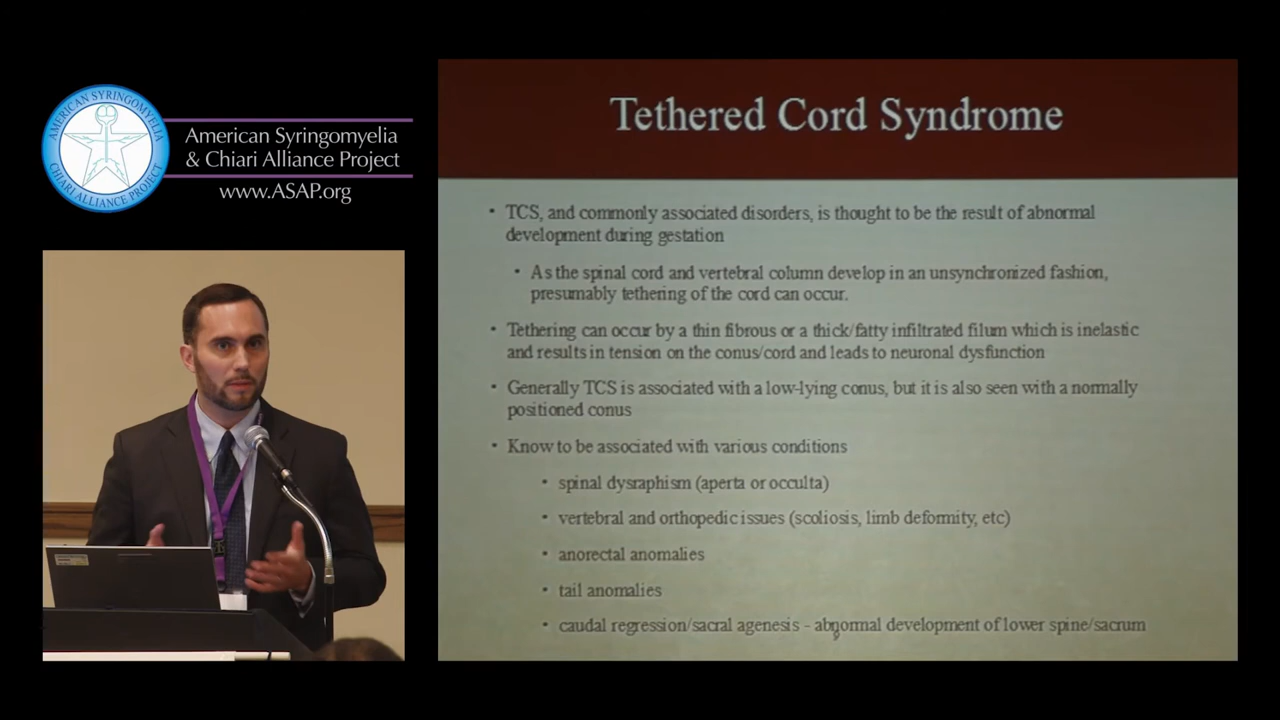 AMERICAN SYRINGOMYELIA
CHIARI ALLIANCE PROJECT
American Syringomyelia
& Chiari Alliance Project
www.ASAP.org
Tethered Cord Syndrome
• TCS, and commonly associated disorders, is thought to be the result of abnormal
development during gestation
• As the spinal cord and vertebral column develop in an unsynchronized fashion,
presumably tethering of the cord can occur.
• Tethering can occur by a thin fibrous or a thick/fatty infiltrated filum which is inelastic
and results in tension on the conus/cord and leads to neuronal dysfunction
• Generally TCS is associated with a low-lying conus, but it is also seen with a normally
positioned conus
• Know to be associated with various conditions
• spinal dysraphism (aperta or occulta)
• vertebral and orthopedic issues (scoliosis, limb deformity, etc)
• anorectal anomalies
• tail anomalies
• caudal regression/sacral agenesis - abnormal development of lower spine/sacrum